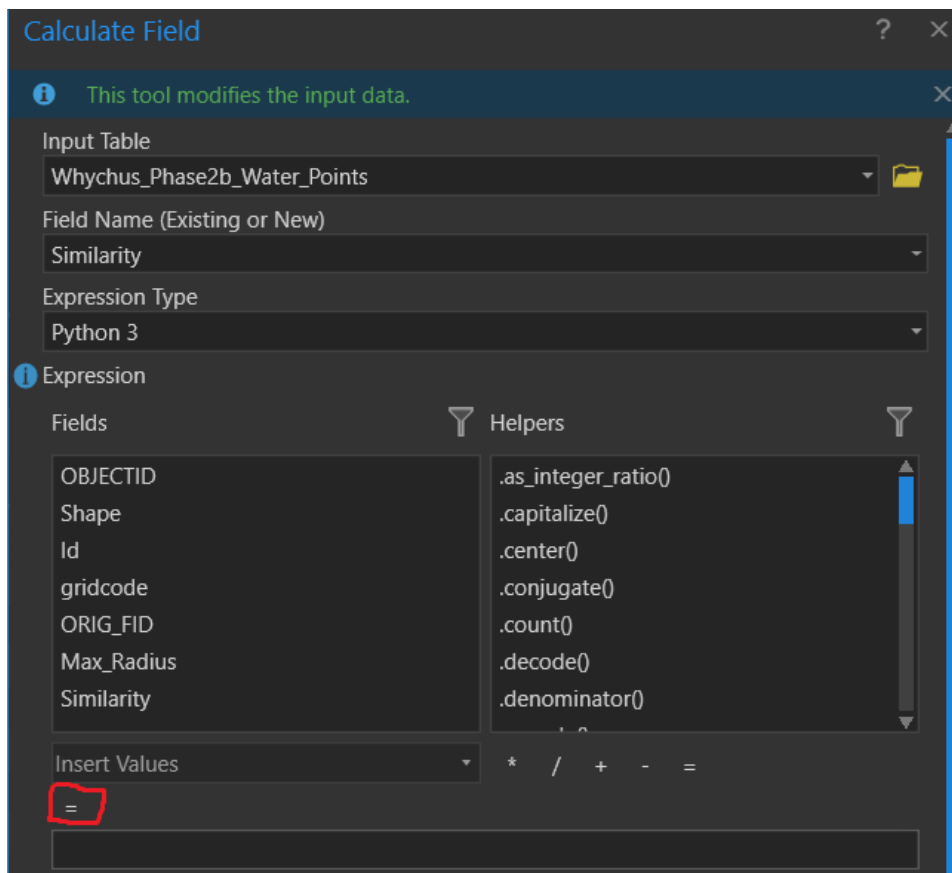 Calculate Field
?
This tool modifies the input data.
Input Table
Whychus_Phase2b_Water_Points
Field Name (Existing or New)
Similarity
Expression Type
Python 3
Expression
Fields
Helpers
OBJECTID
.as_integer_ratio()
Shape
.capitalize()
Id
.center()
gridcode
.conjugate()
ORIG_FID
.count()
Max_Radius
.decode()
Similarity
.denominator()
Insert Values
* / + - =
=